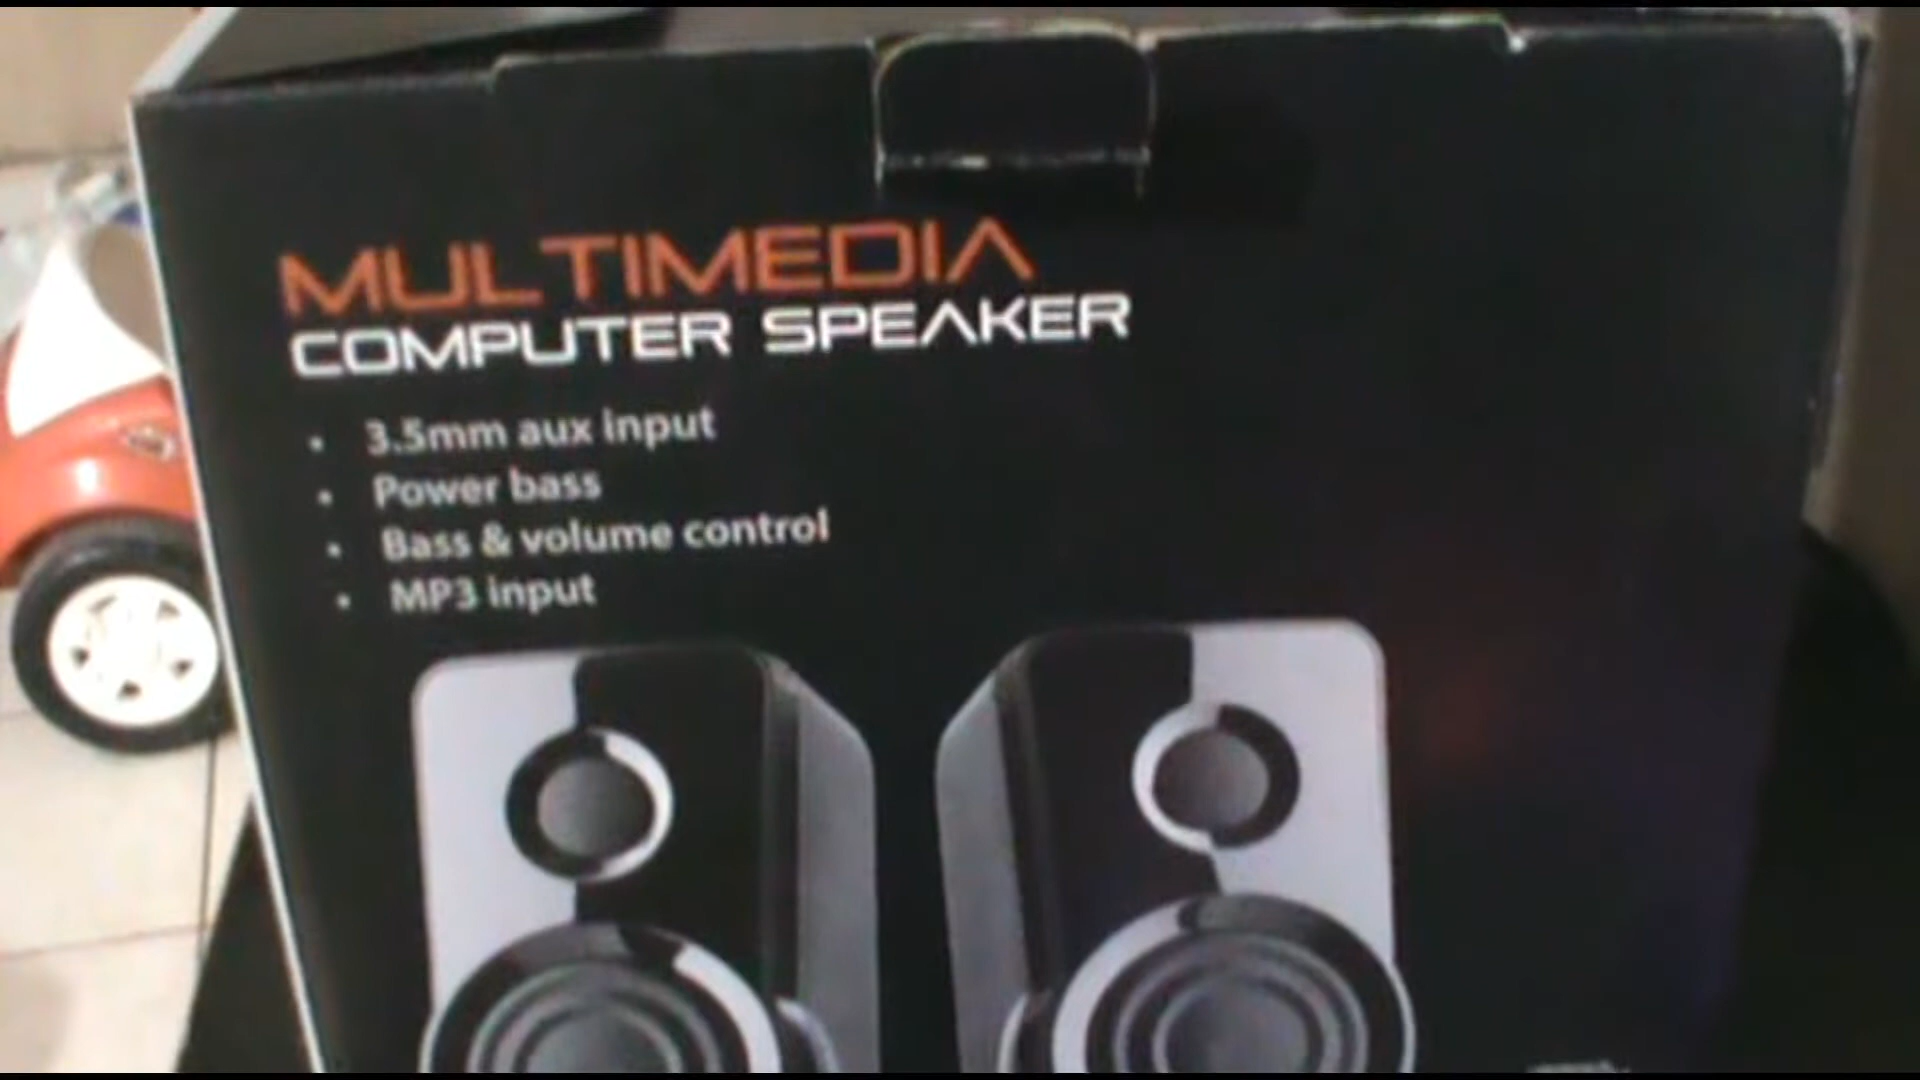 MULTIMEDIA
COMPUTER SPEAKER
• 3.5mm aux input
• Power bass
• Bass & volume control
• MP3 input